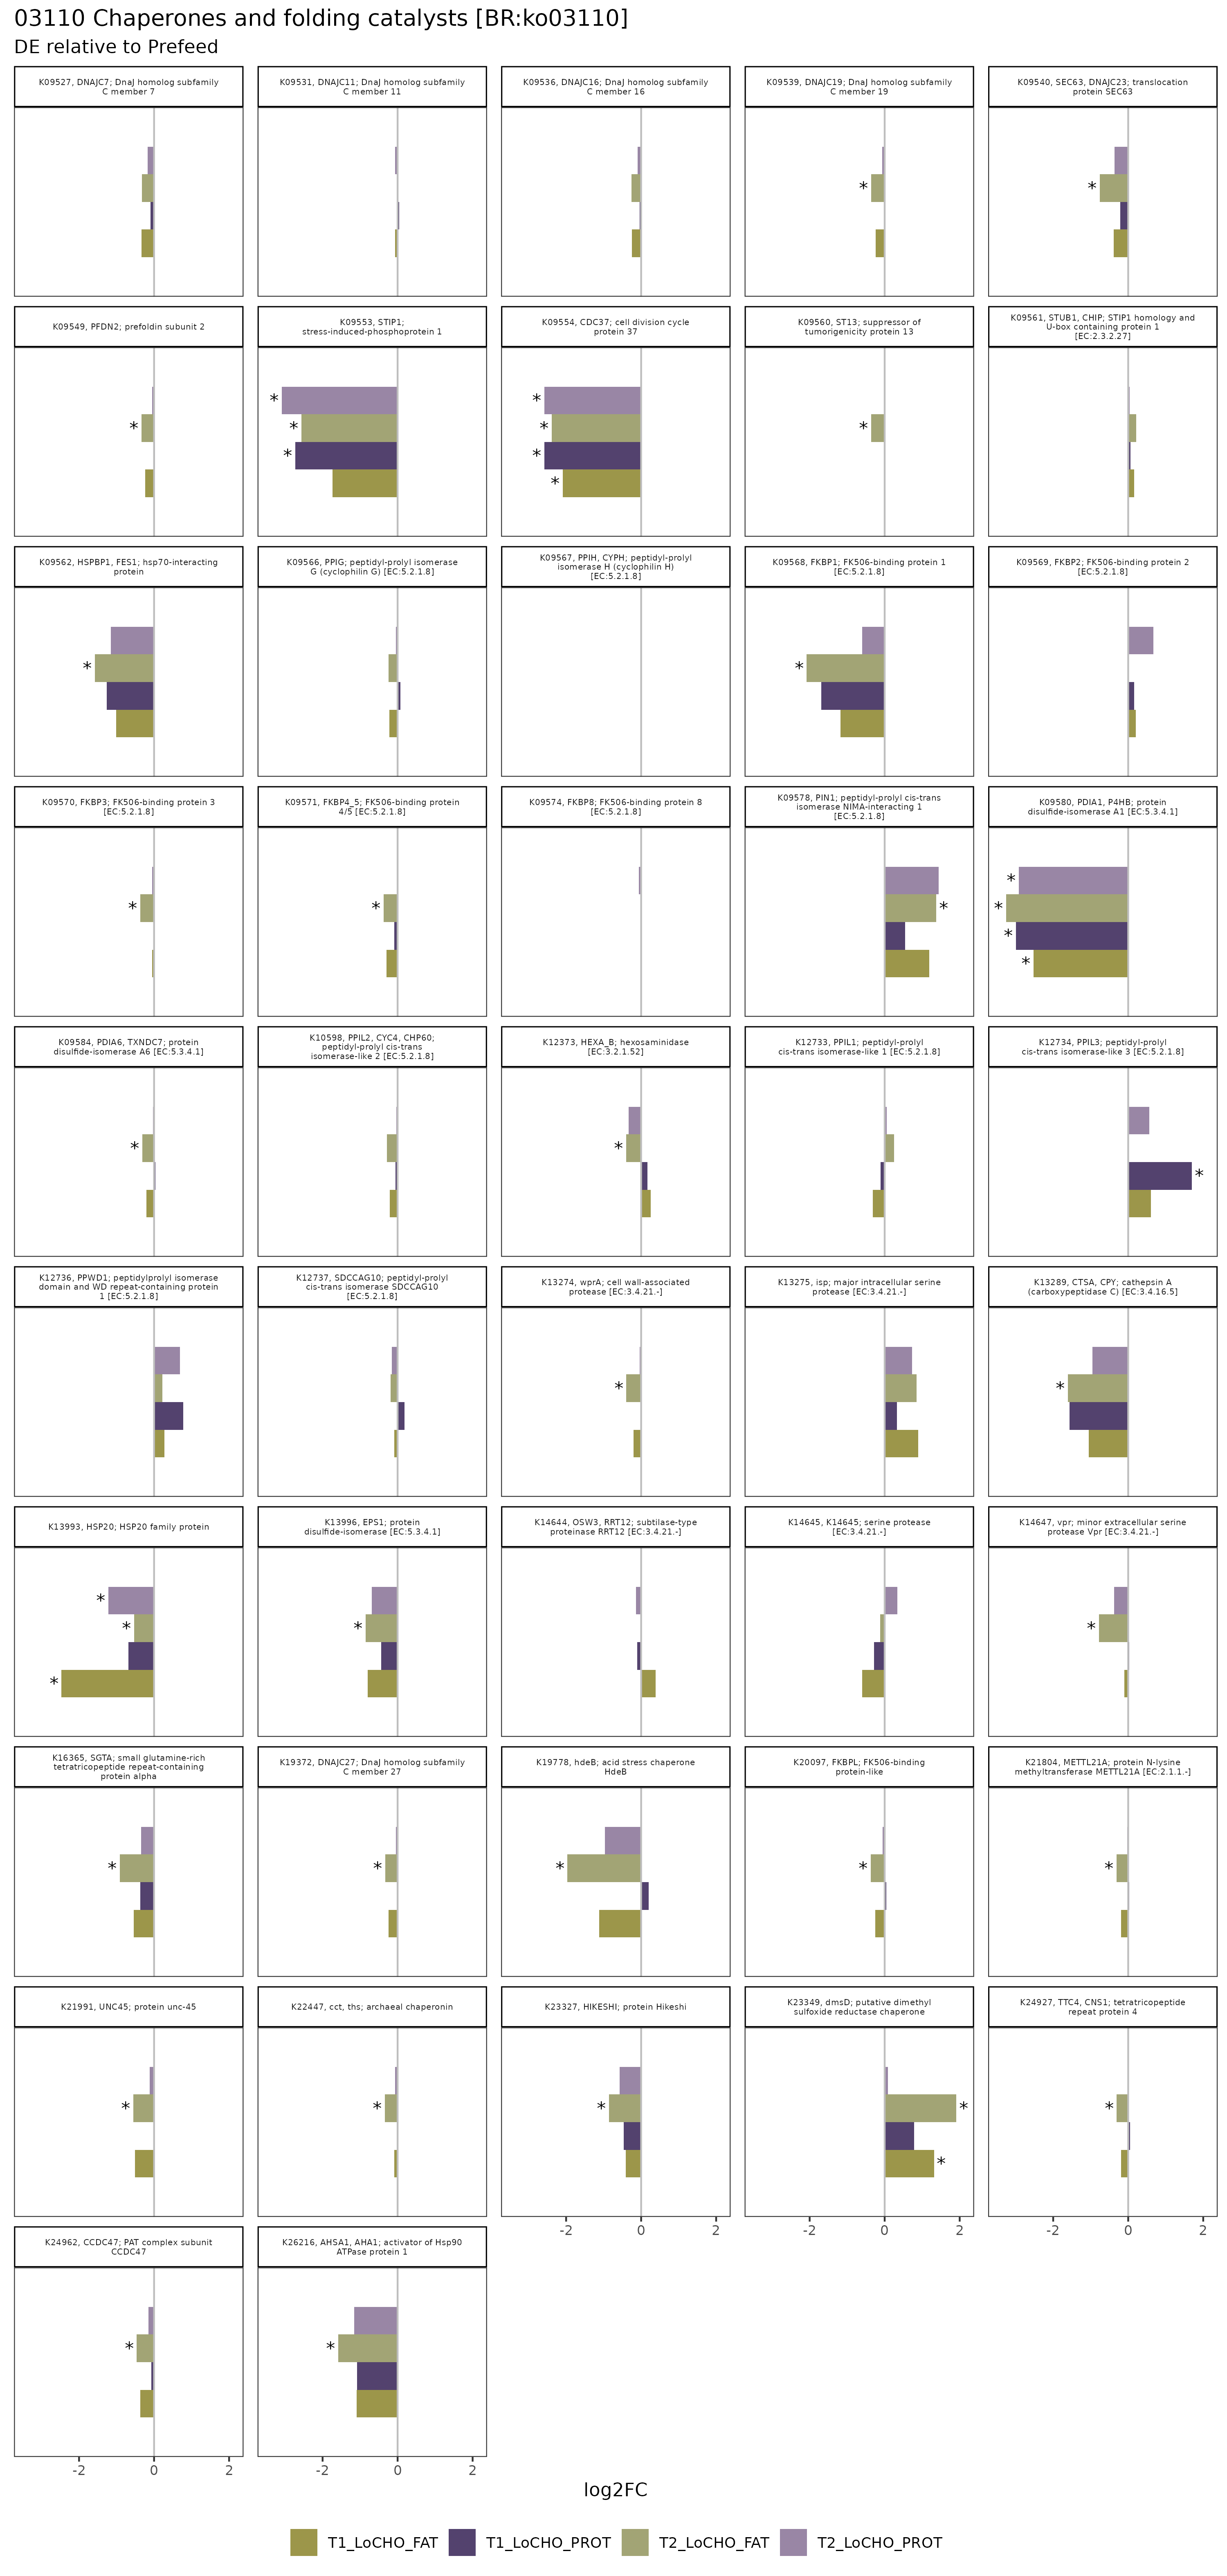 03110 Chaperones and folding catalysts [BR:ko03110]
DE relative to Prefeed
K09527, DNAJC7; DnaJ homolog subfamily
C member 7
K09531, DNAJC11; DnaJ homolog subfamily
C member 11
K09536, DNAJC16; DnaJ homolog subfamily
C member 16
K09539, DNAJC19; DnaJ homolog subfamily
C member 19
K09540, SEC63, DNAJC23; translocation
protein SEC63
*
*
K09549, PFDN2; prefoldin subunit 2
K09553, STIP1;
stress-induced-phosphoprotein 1
K09554, CDC37; cell division cycle
protein 37
K09560, ST13; suppressor of
tumorigenicity protein 13
K09561, STUB1, CHIP; STIP1 homology and
U-box containing protein 1
[EC:2.3.2.27]
*
*
*
*
*
*
*
*
*
K09562, HSPBP1, FES1; hsp70-interacting
protein
K09566, PPIG; peptidyl-prolyl isomerase
G (cyclophilin G) [EC:5.2.1.8]
K09567, PPIH, CYPH; peptidyl-prolyl
isomerase H (cyclophilin H)
[EC:5.2.1.8]
K09568, FKBP1; FK506-binding protein 1
[EC:5.2.1.8]
K09569, FKBP2; FK506-binding protein 2
[EC:5.2.1.8]
*
*
K09570, FKBP3; FK506-binding protein 3
[EC:5.2.1.8]
K09571, FKBP4_5; FK506-binding protein
4/5 [EC:5.2.1.8]
K09574, FKBP8; FK506-binding protein 8
[EC:5.2.1.8]
K09578, PIN1; peptidyl-prolyl cis-trans
isomerase NIMA-interacting 1
[EC:5.2.1.8]
K09580, PDIA1, P4HB; protein
disulfide-isomerase A1 [EC:5.3.4.1]
*
*
*
*
*
*
*
K09584, PDIA6, TXNDC7; protein
disulfide-isomerase A6 [EC:5.3.4.1]
K10598, PPIL2, CYC4, CHP60;
peptidyl-prolyl cis-trans
isomerase-like 2 [EC:5.2.1.8]
K12373, HEXA_B; hexosaminidase
[EC:3.2.1.52]
K12733, PPIL1; peptidyl-prolyl
cis-trans isomerase-like 1 [EC:5.2.1.8]
K12734, PPIL3; peptidyl-prolyl
cis-trans isomerase-like 3 [EC:5.2.1.8]
*
*
*
K12736, PPWD1; peptidylprolyl isomerase
domain and WD repeat-containing protein
1 [EC:5.2.1.8]
K12737, SDCCAG10; peptidyl-prolyl
cis-trans isomerase SDCCAG10
[EC:5.2.1.8]
K13274, wprA; cell wall-associated
protease [EC:3.4.21.-]
K13275, isp; major intracellular serine
protease [EC:3.4.21.-]
K13289, CTSA, CPY; cathepsin A
(carboxypeptidase C) [EC:3.4.16.5]
*
*
K13993, HSP20; HSP20 family protein
K13996, EPS1; protein
disulfide-isomerase [EC:5.3.4.1]
K14644, OSW3, RRT12; subtilase-type
proteinase RRT12 [EC:3.4.21.-]
K14645, K14645; serine protease
[EC:3.4.21.-]
K14647, vpr; minor extracellular serine
protease Vpr [EC:3.4.21.-]
*
*
*
*
*
K16365, SGTA; small glutamine-rich
tetratricopeptide repeat-containing
protein alpha
K19372, DNAJC27; DnaJ homolog subfamily
C member 27
K19778, hdeB; acid stress chaperone
HdeB
K20097, FKBPL; FK506-binding
protein-like
K21804, METTL21A; protein N-lysine
methyltransferase METTL21A [EC:2.1.1.-]
*
*
*
*
*
K21991, UNC45; protein unc-45
K22447, cct, ths; archaeal chaperonin
K23327, HIKESHI; protein Hikeshi
K23349, dmsD; putative dimethyl
sulfoxide reductase chaperone
K24927, TTC4, CNS1; tetratricopeptide
repeat protein 4
*
*
*
*
*
*
-2 0 2
-2 0 2
-2 0 2
K24962, CCDC47; PAT complex subunit
CCDC47
K26216, AHSA1, AHA1; activator of Hsp90
ATPase protein 1
*
*
-2 0 2
-2 0 2
log2FC
T1_LoCHO_FAT
T1_LoCHO_PROT
T2_LoCHO_FAT
T2_LoCHO_PROT